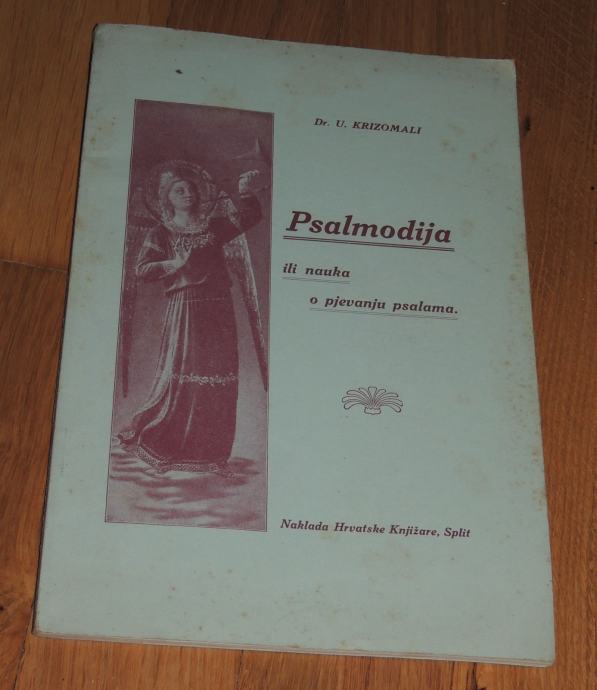 Dr. U. KRIZOMALI
Psalmodija
ili nauka
o pjevanju psalama.
Naklada Hrvatske Knjižare, Split